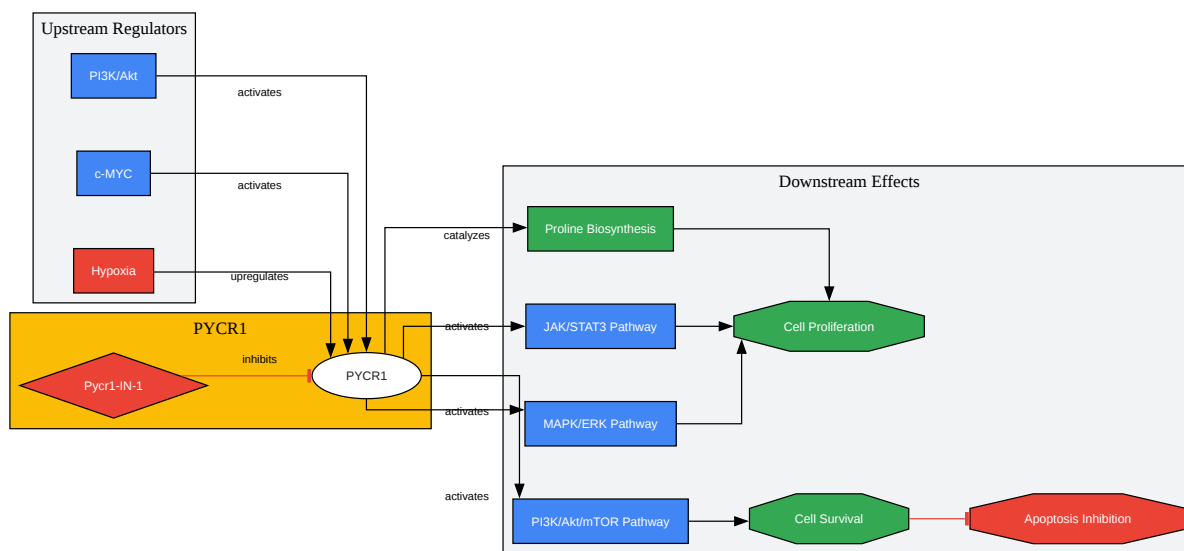 Upstream Regulators
PI3K/Akt
activates
c-MYC
activates
Hypoxia
upregulates
PYCR1
inhibits
Pycr1-IN-1
PYCR1
Downstream Effects
catalyzes
Proline Biosynthesis
activates
JAK/STAT3 Pathway
Cell Proliferation
activates
MAPK/ERK Pathway
activates
PI3K/Akt/mTOR Pathway
Cell Survival
Apoptosis Inhibition